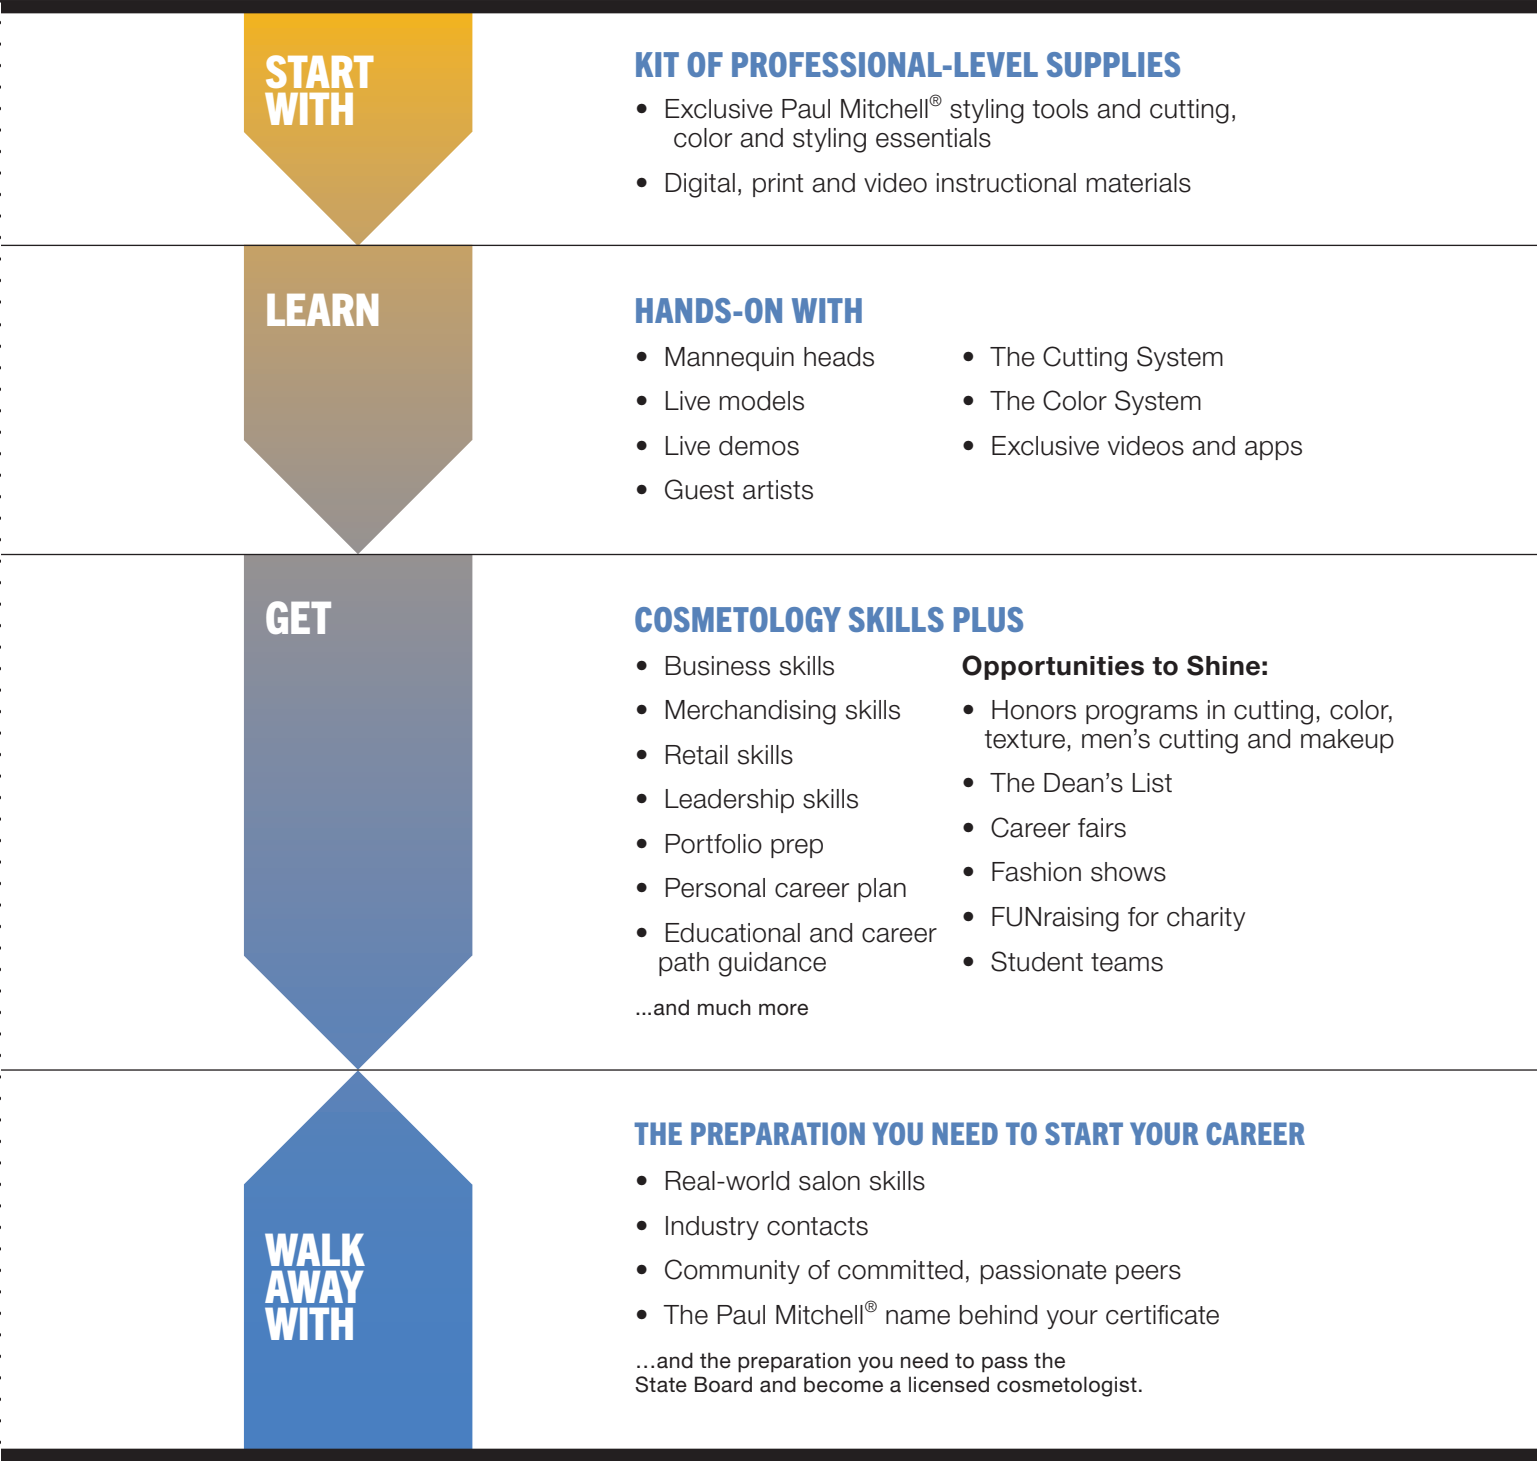 START
WITH
KIT OF PROFESSIONAL-LEVEL SUPPLIES
• Exclusive Paul Mitchell® styling tools and cutting,
color and styling essentials
• Digital, print and video instructional materials
LEARN
HANDS-ON WITH
• Mannequin heads
• Live models
• Live demos
• Guest artists
• The Cutting System
• The Color System
• Exclusive videos and apps
GET
COSMETOLOGY SKILLS PLUS
• Business skills
• Merchandising skills
• Retail skills
• Leadership skills
• Portfolio prep
• Personal career plan
• Educational and career
path guidance
...and much more
Opportunities to Shine:
• Honors programs in cutting, color,
texture, men’s cutting and makeup
• The Dean’s List
• Career fairs
• Fashion shows
• FUNraising for charity
• Student teams
WALK
AWAY
WITH
THE PREPARATION YOU NEED TO START YOUR CAREER
• Real-world salon skills
• Industry contacts
• Community of committed, passionate peers
• The Paul Mitchell® name behind your certificate
…and the preparation you need to pass the
State Board and become a licensed cosmetologist.